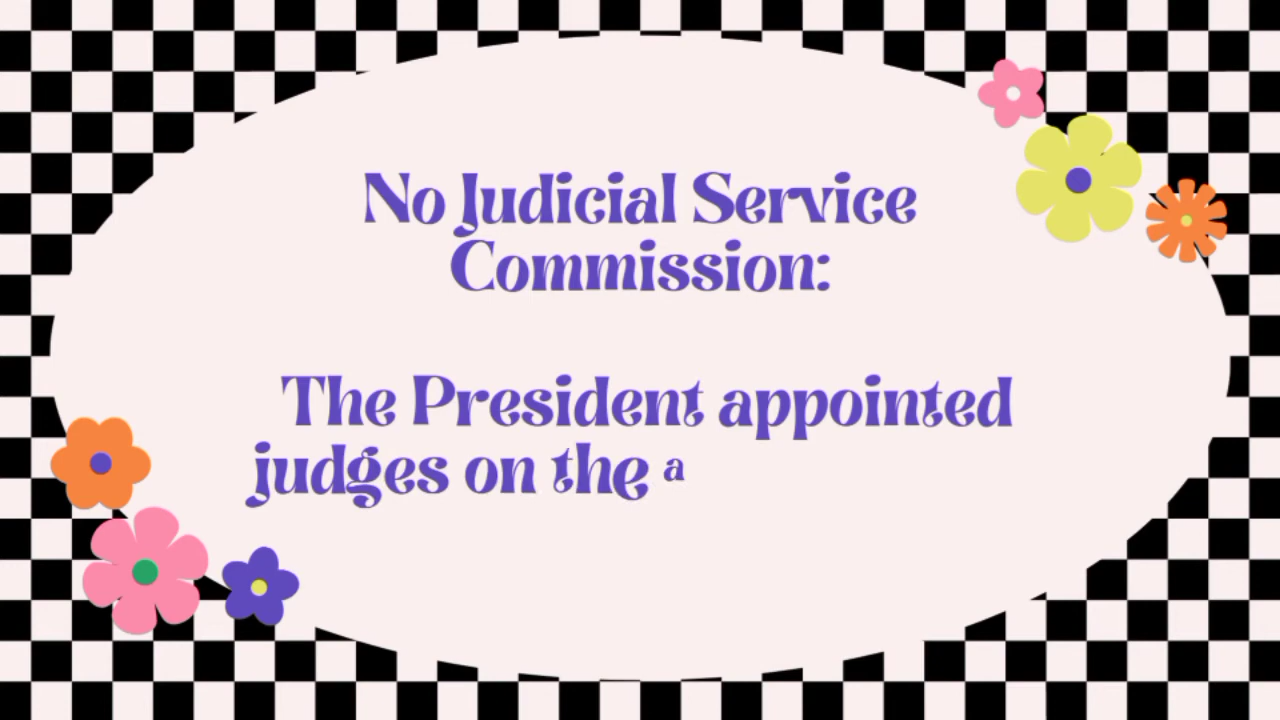 No Judicial Service
Commission:
The President appointed
judges on the a